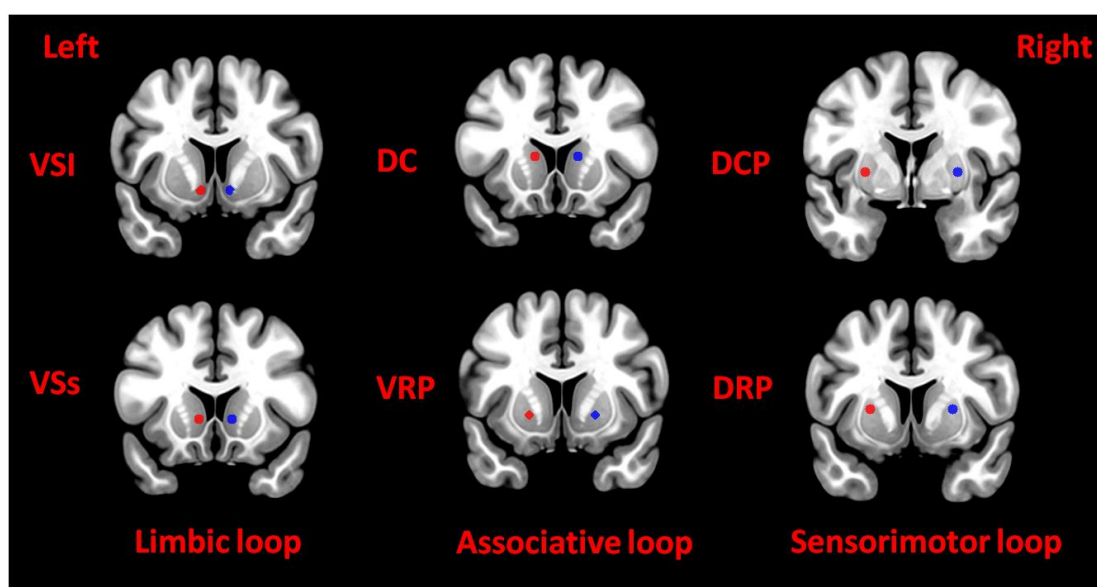 Left
Right
VSI
DC
DCP
VSs
VRP
DRP
Limbic loop
Associative loop
Sensorimotor loop